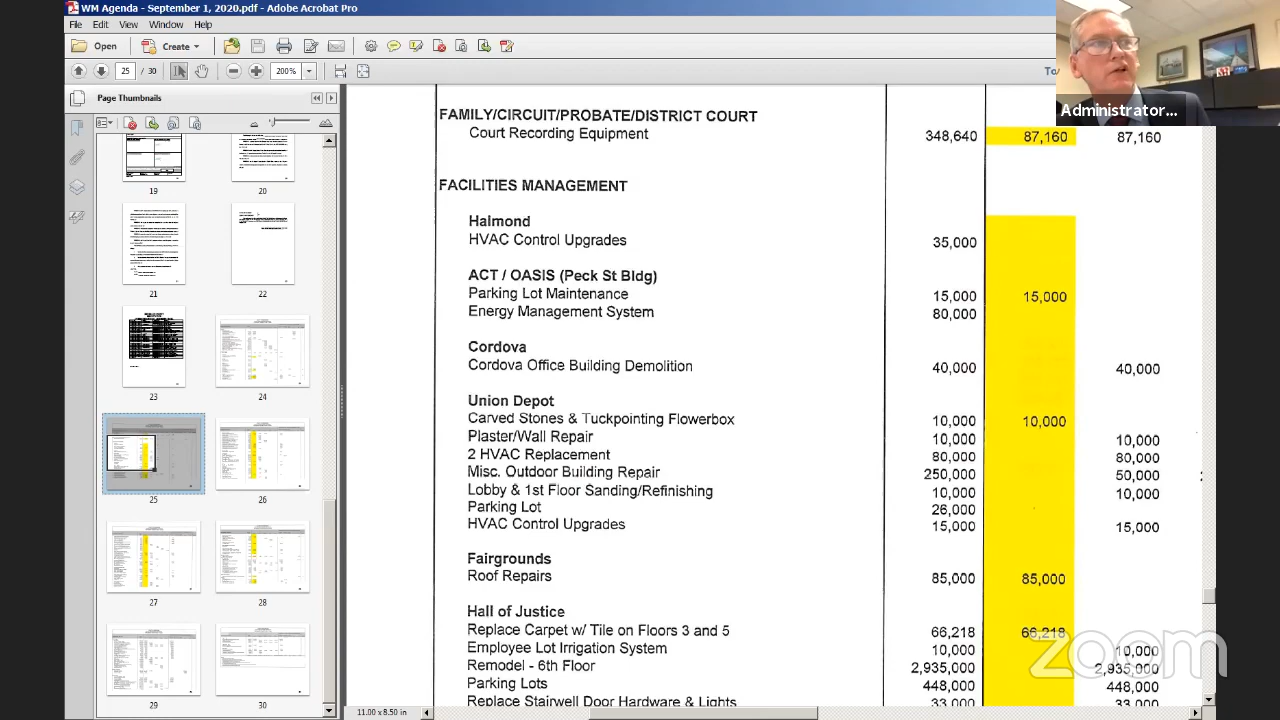 WM Agenda - September 1, 2020.pdf - Adobe Acrobat Pro
File Edit View Window Help
Open Create
25 / 30 200%
Page Thumbnails
19 20
21 22
23 24
25 26
27 28
29 30
11.00 x 8.50 in
Administrator...
FAMILY/CIRCUIT/PROBATE/DISTRICT COURT
Court Recording Equipment 348,640 87,160 87,160
FACILITIES MANAGEMENT
Halmond
HVAC Control Upgrades 35,000
ACT / OASIS (Peck St Bldg)
Parking Lot Maintenance 15,000 15,000
Energy Management System 80,000
Cordova
Cordova Office Building Demolition 40,000 40,000
Union Depot
Carved Stones & Tuckpointing Flowerbox 10,000 10,000
Plaster/Wall Repair 10,000 10,000
2 HVAC Replacement 80,000 80,000
Misc. Outdoor Building Repair 250,000 50,000
Lobby & 1st Floor Sanding/Refinishing 10,000 10,000
Parking Lot 26,000
HVAC Control Upgrades 15,000 15,000
Fairgrounds
Roof Repairs 85,000 85,000
Hall of Justice
Replace Carpet w/ Tile on Floors 3 and 5 66,218 66,218
Employee Lot Irrigation System 10,000 10,000
Remodel - 6th Floor 2,935,000 2,935,000
Parking Lots 448,000 448,000
Replace Stairwell Door Hardware & Lights 33,000 33,000
zoom